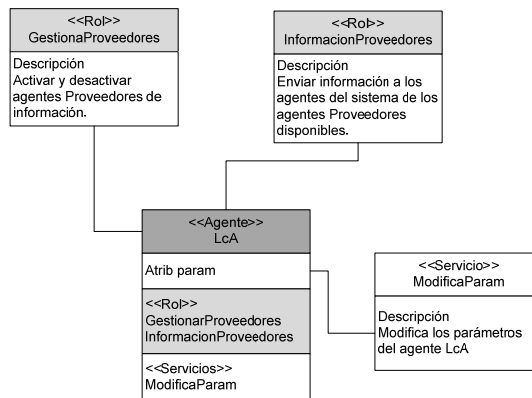 <<Rol>>
GestionaProveedores
Descripción
Activar y desactivar
agentes Proveedores de
información.
<<Rol>>
InformacionProveedores
Descripción
Enviar información a los
agentes del sistema de los
agentes Proveedores
disponibles.
<<Agente>>
LcA
Atrib param
<<Rol>>
GestionarProveedores
InformacionProveedores
<<Servicios>>
ModificaParam
<<Servicio>>
ModificaParam
Descripción
Modifica los parámetros
del agente LcA